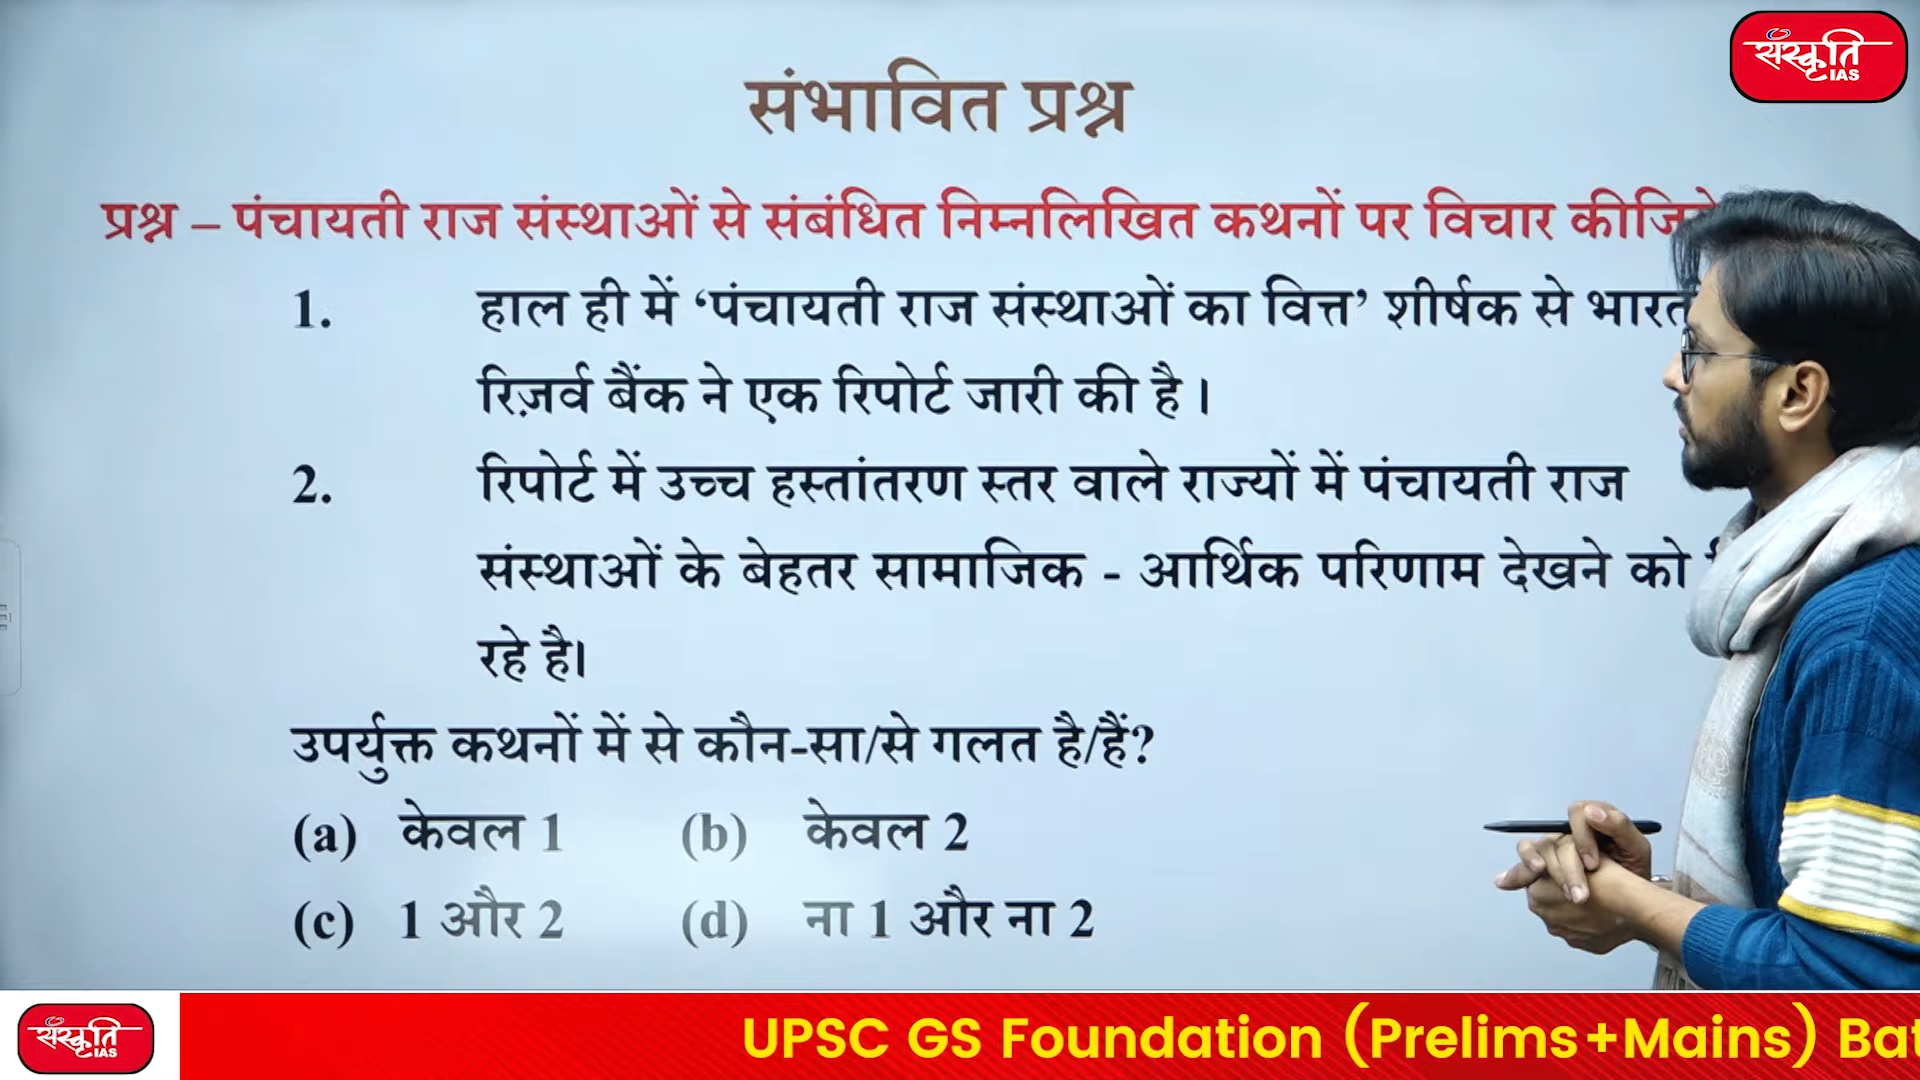 संस्कृति
IAS
संभावित प्रश्न
प्रश्न – पंचायती राज संस्थाओं से संबंधित निम्नलिखित कथनों पर विचार
1. हाल ही में ‘पंचायती राज संस्थाओं का वित्त’ शीर्षक से
रिज़र्व बैंक ने एक रिपोर्ट जारी की है ।
2. रिपोर्ट में उच्च हस्तांतरण स्तर वाले राज्यों में पंचायती राज
संस्थाओं के बेहतर सामाजिक - आर्थिक परिणाम देखने को
रहे है।
उपर्युक्त कथनों में से कौन-सा/से गलत है/हैं?
(a) केवल 1 (b) केवल 2
(c) 1 और 2 (d) ना 1 और ना 2
संस्कृति
IAS
UPSC GS Foundation (Prelims+Mains)